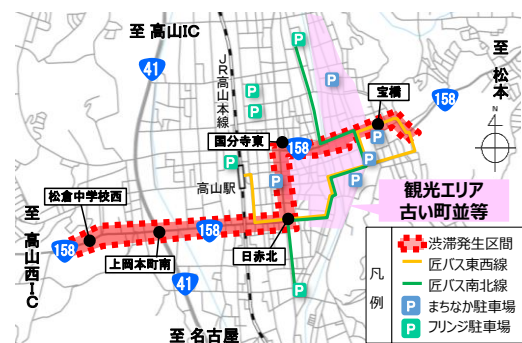 至 高山IC
至 松本
41
JR高山本線
P
P
P
宝橋
158
N
P
国分寺東
158
P
P
高山駅
P
P
観光エリア
古い町並等
松倉中学校西
至 高山西IC
158
158
上岡本町南
日赤北
41
P
至 名古屋
凡例
渋滞発生区間
匠バス東西線
匠バス南北線
P まちなか駐車場
P フリンジ駐車場